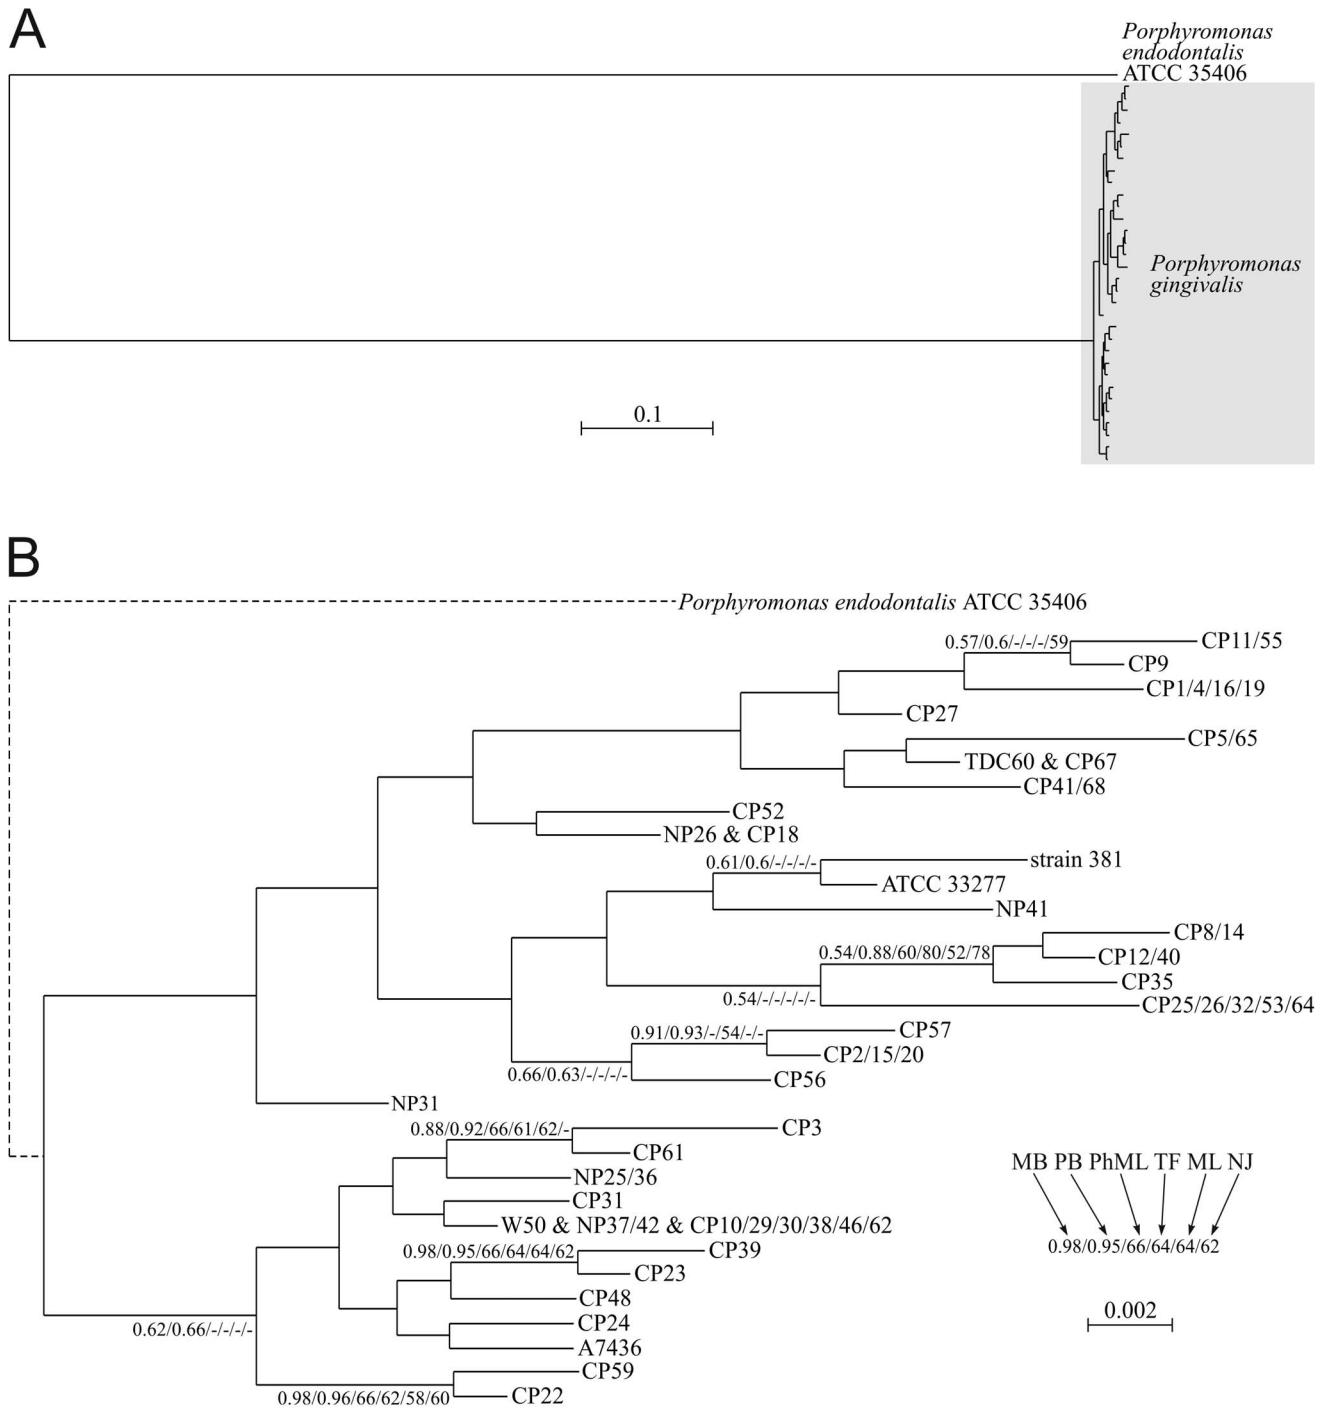 A
Porphyromonas
endodontalis
ATCC 35406
Porphyromonas
gingivalis
0.1
B
Porphyromonas endodontalis ATCC 35406
0.57/0.6/-/-/-/59
CP11/55
CP9
CP1/4/16/19
CP27
CP5/65
TDC60 & CP67
CP41/68
CP52
NP26 & CP18
0.61/0.6/-/-/-/-
strain 381
ATCC 33277
NP41
CP8/14
0.54/0.88/60/80/52/78
CP12/40
CP35
0.54/-/-/-/-/-
CP25/26/32/53/64
0.91/0.93/-/54/-/-
CP57
CP2/15/20
0.66/0.63/-/-/-/-
CP56
NP31
0.88/0.92/66/61/62/-
CP3
CP61
NP25/36
CP31
W50 & NP37/42 & CP10/29/30/38/46/62
0.98/0.95/66/64/64/62
CP39
CP23
CP48
CP24
0.62/0.66/-/-/-/-
A7436
CP59
0.98/0.96/66/62/58/60
CP22
MB PB PhML TF ML NJ
0.98/0.95/66/64/64/62
0.002